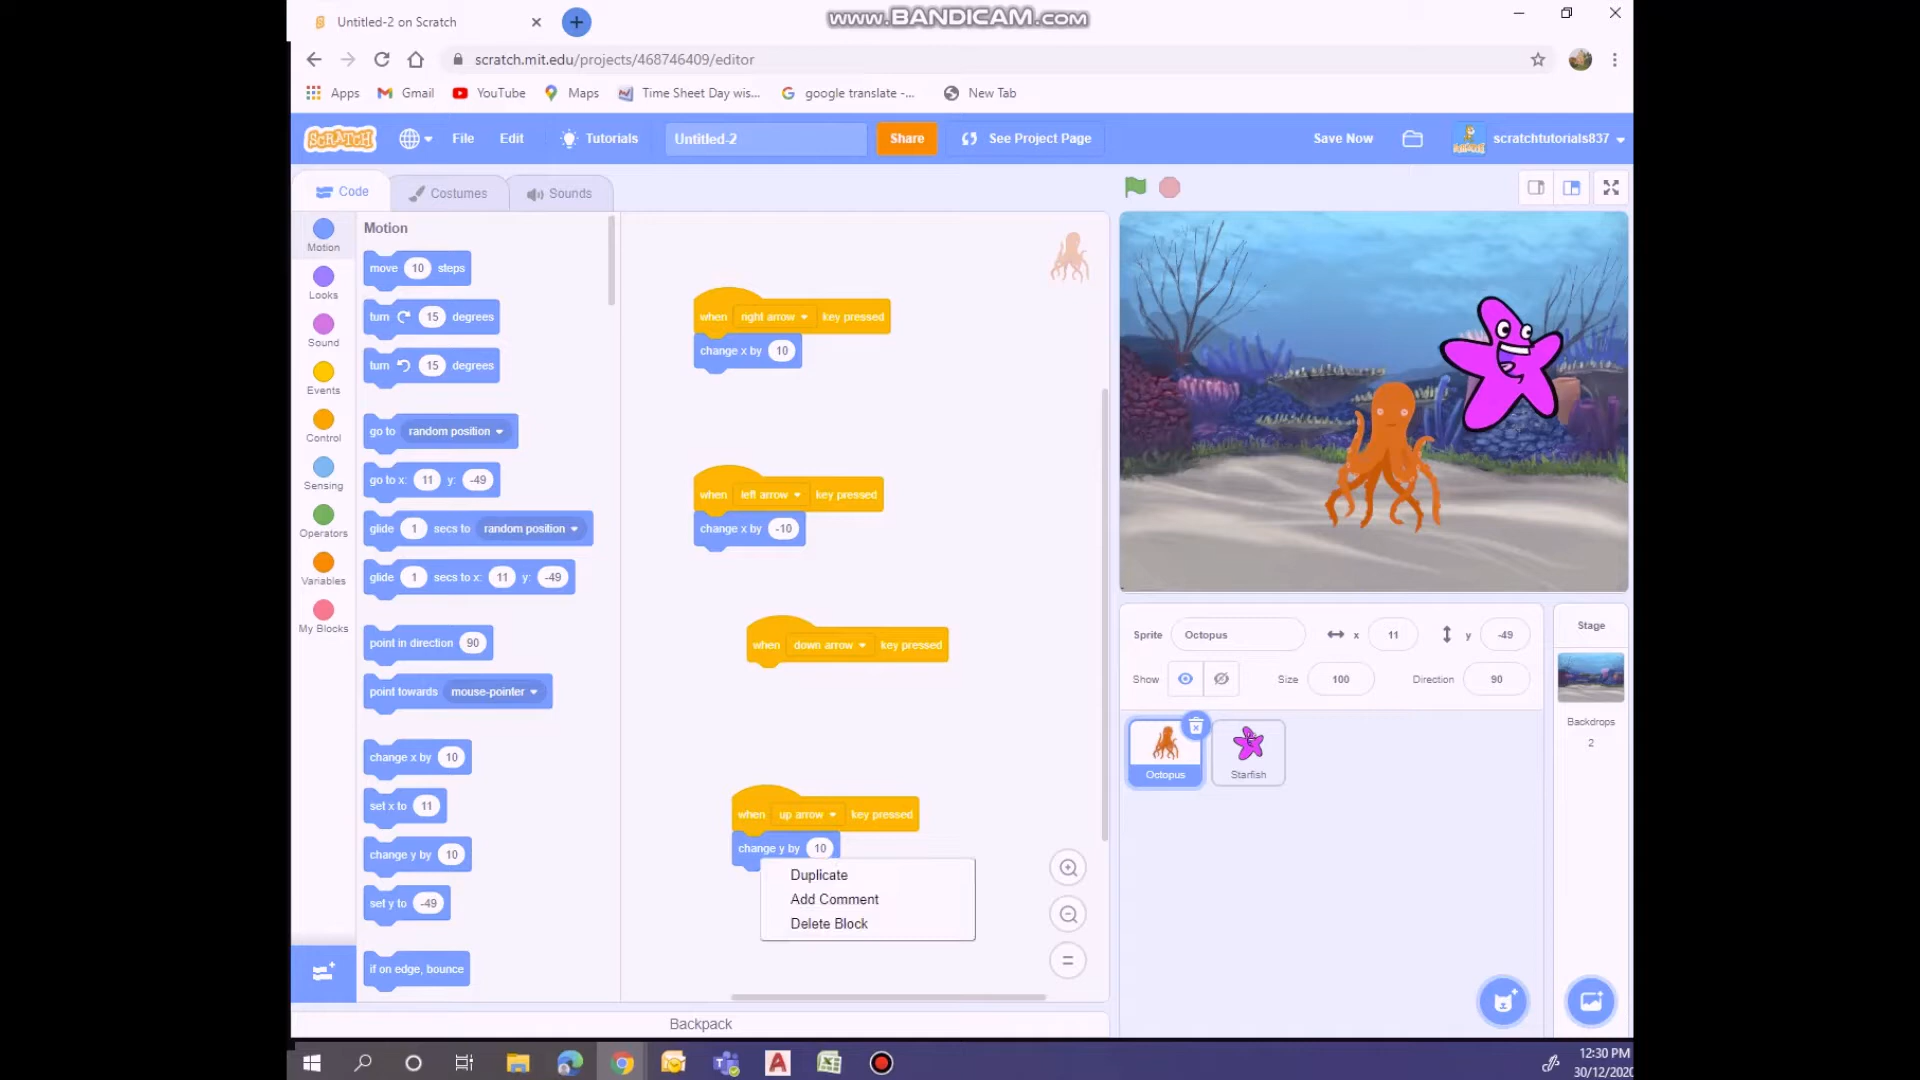 Untitled-2 on Scratch
www.BANDICAM.com
scratch.mit.edu/projects/468746409/editor
Apps Gmail YouTube Maps Time Sheet Day wis... google translate -... New Tab
SCRATCH File Edit Tutorials Untitled-2 Share See Project Page Save Now scratchtutorials837
Code Costumes Sounds
Motion
Looks
Sound
Events
Control
Sensing
Operators
Variables
My Blocks
Motion
move 10 steps
turn 15 degrees
turn 15 degrees
go to random position
go to x: 11 y: -49
glide 1 secs to random position
glide 1 secs to x: 11 y: -49
point in direction 90
point towards mouse-pointer
change x by 10
set x to 11
change y by 10
set y to -49
if on edge, bounce
when right arrow key pressed
change x by 10
when left arrow key pressed
change x by -10
when down arrow key pressed
when up arrow key pressed
change y by 10
Duplicate
Add Comment
Delete Block
Backpack
Sprite Octopus x 11 y -49
Show Size 100 Direction 90
Octopus
Starfish
Stage
Backdrops
2
12:30 PM
30/12/2020